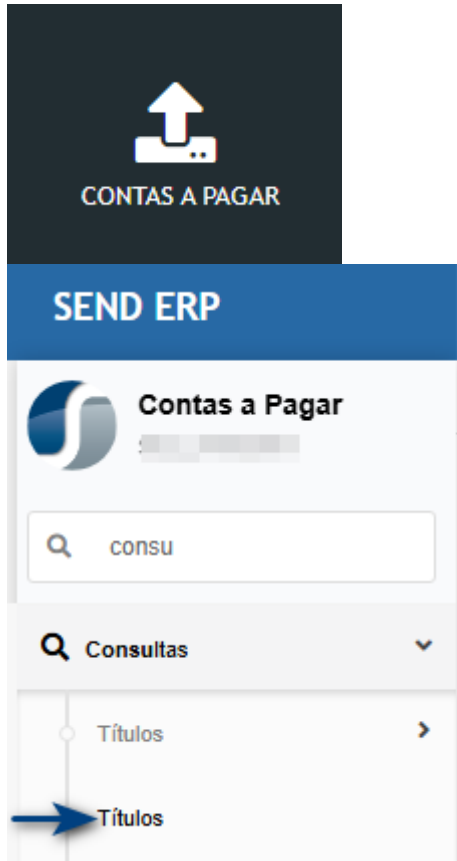 CONTAS A PAGAR
SEND ERP
Contas a Pagar
consu
Consultas
Títulos
Títulos